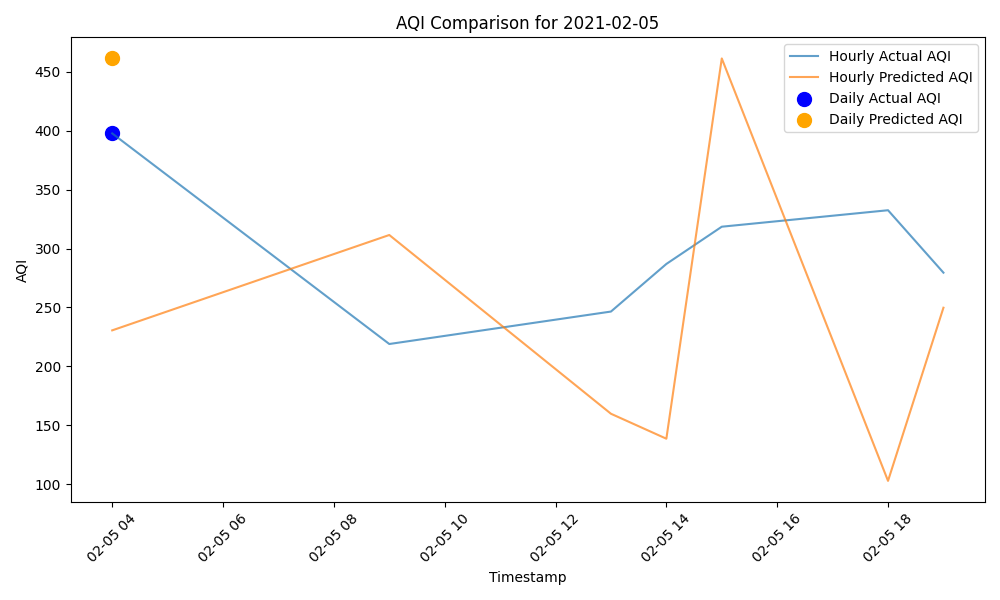 AQI Comparison for 2021-02-05
Hourly Actual AQI
Hourly Predicted AQI
Daily Actual AQI
Daily Predicted AQI
AQI
450
400
350
300
250
200
150
100
02-05 04
02-05 06
02-05 08
02-05 10
02-05 12
02-05 14
02-05 16
02-05 18
Timestamp